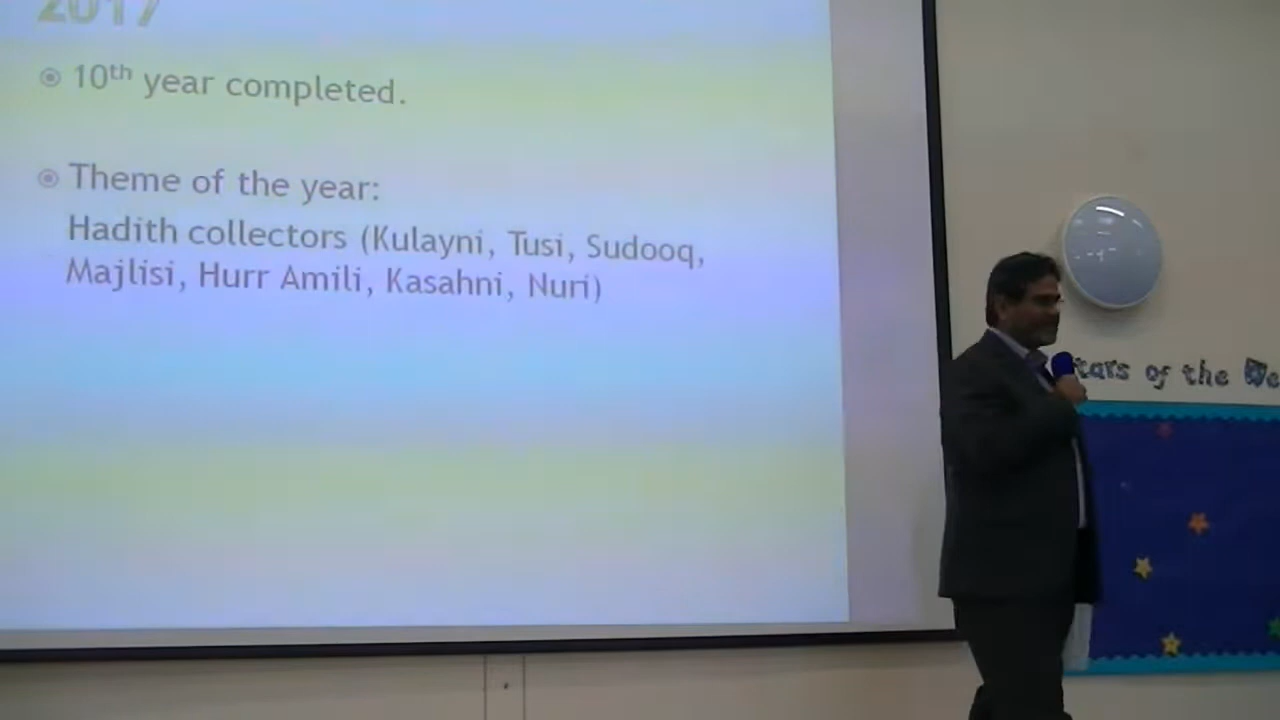 2017
10th year completed.
Theme of the year:
Hadith collectors (Kulayni, Tusi, Sudooq,
Majlisi, Hurr Amili, Kasahni, Nuri)
of the